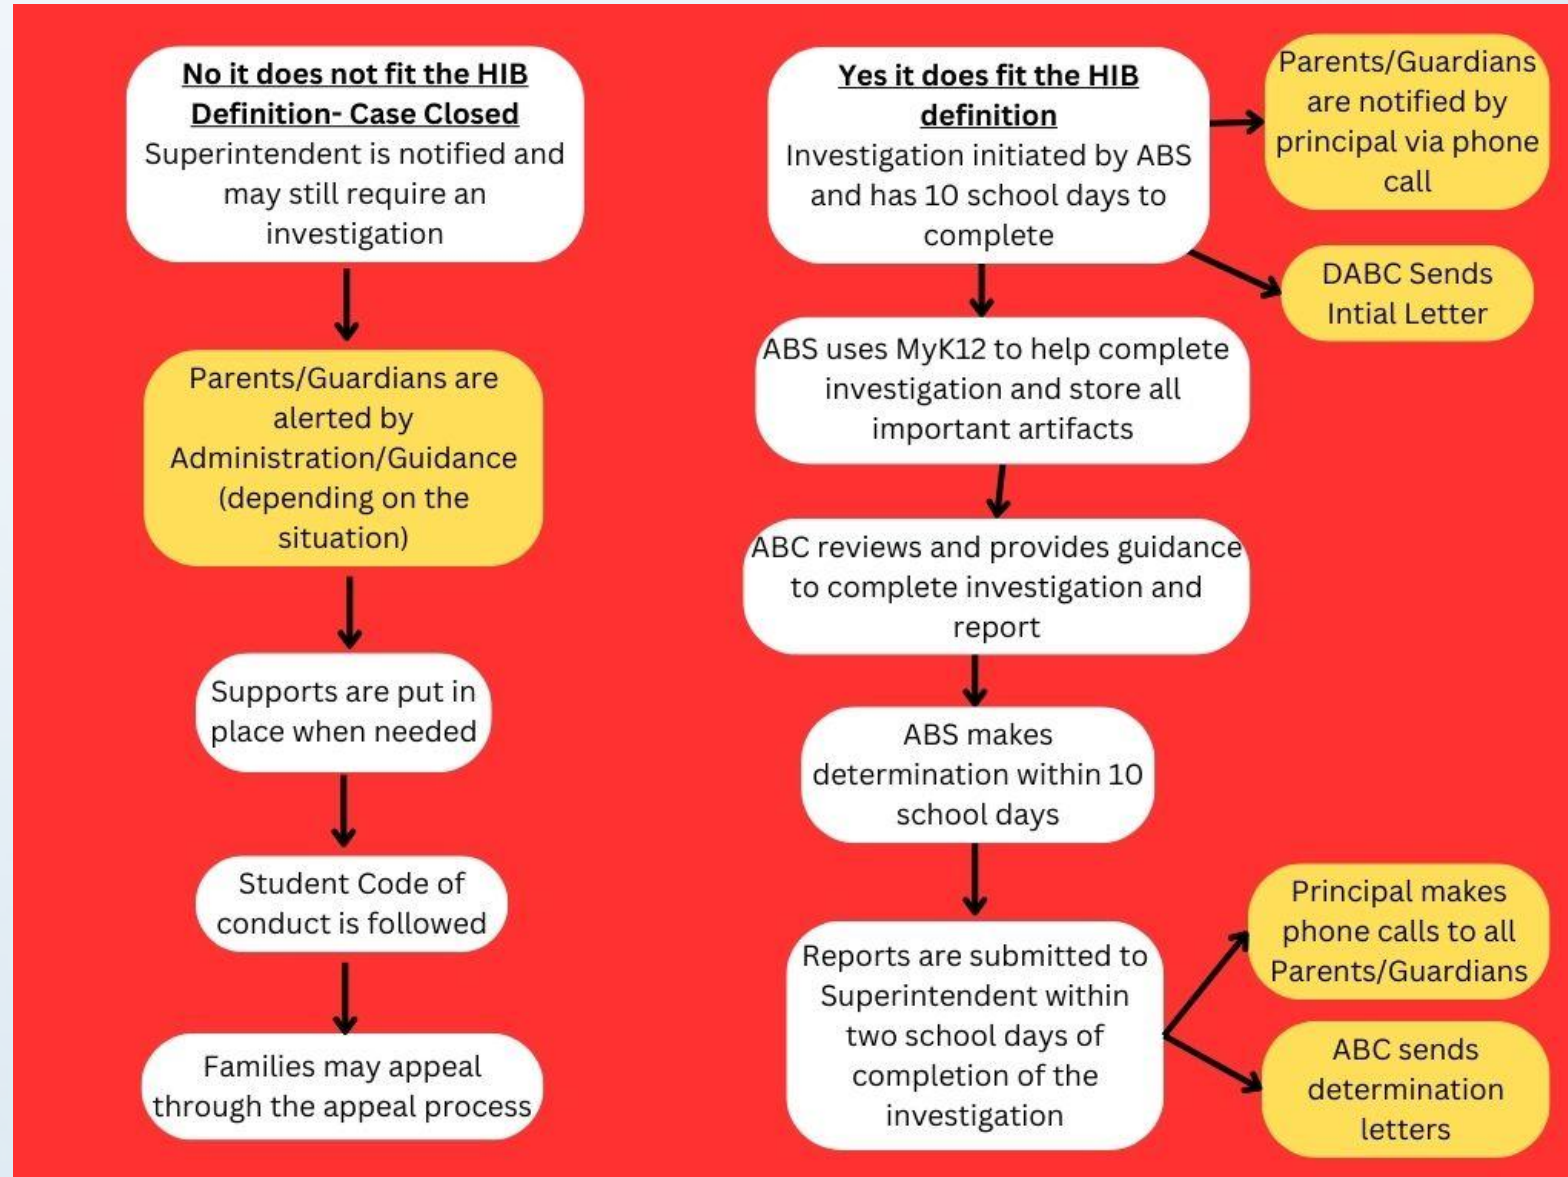 No it does not fit the HIB
Definition- Case Closed
Superintendent is notified and
may still require an
investigation
Parents/Guardians are
alerted by
Administration/Guidance
(depending on the
situation)
Supports are put in
place when needed
Student Code of
conduct is followed
Families may appeal
through the appeal process
Yes it does fit the HIB
definition
Investigation initiated by ABS
and has 10 school days to
complete
Parents/Guardians
are notified by
principal via phone
call
DABC Sends
Intial Letter
ABS uses MyK12 to help complete
investigation and store all
important artifacts
ABC reviews and provides guidance
to complete investigation and
report
ABS makes
determination within 10
school days
Reports are submitted to
Superintendent within
two school days of
completion of the
investigation
Principal makes
phone calls to all
Parents/Guardians
ABC sends
determination
letters